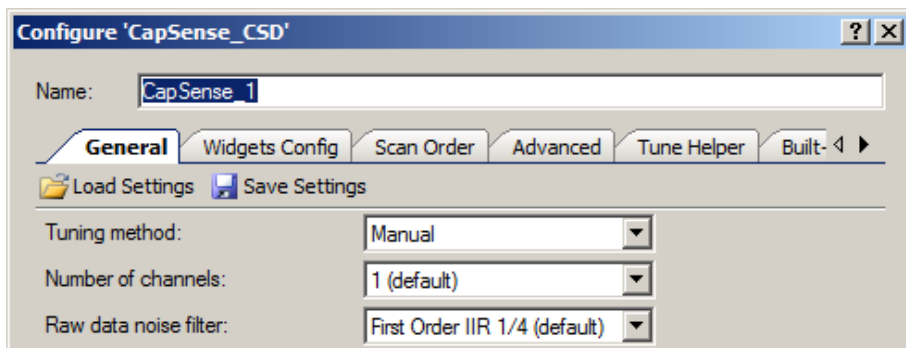 Configure 'CapSense_CSD'
Name: CapSense_1
General Widgets Config Scan Order Advanced Tune Helper Built-
Load Settings Save Settings
Tuning method: Manual
Number of channels: 1 (default)
Raw data noise filter: First Order IIR 1/4 (default)